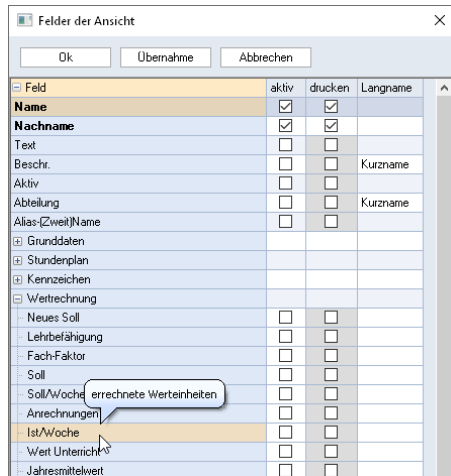 Felder der Ansicht
Ok Übernahme Abbrechen
Feld aktiv drucken Langname
Name
Nachname
Text
Beschr. Kurzname
Aktiv
Abteilung Kurzname
Alias-(Zweit)Name
Grunddaten
Stundenplan
Kennzeichen
Wertrechnung
Neues Soll
Lehrbefähigung
Fach-Faktor
Soll
Soll/Woche errechnete Werteinheiten
Anrechnungen
Ist/Woche
Wert Unterricht
Jahresmittelwert